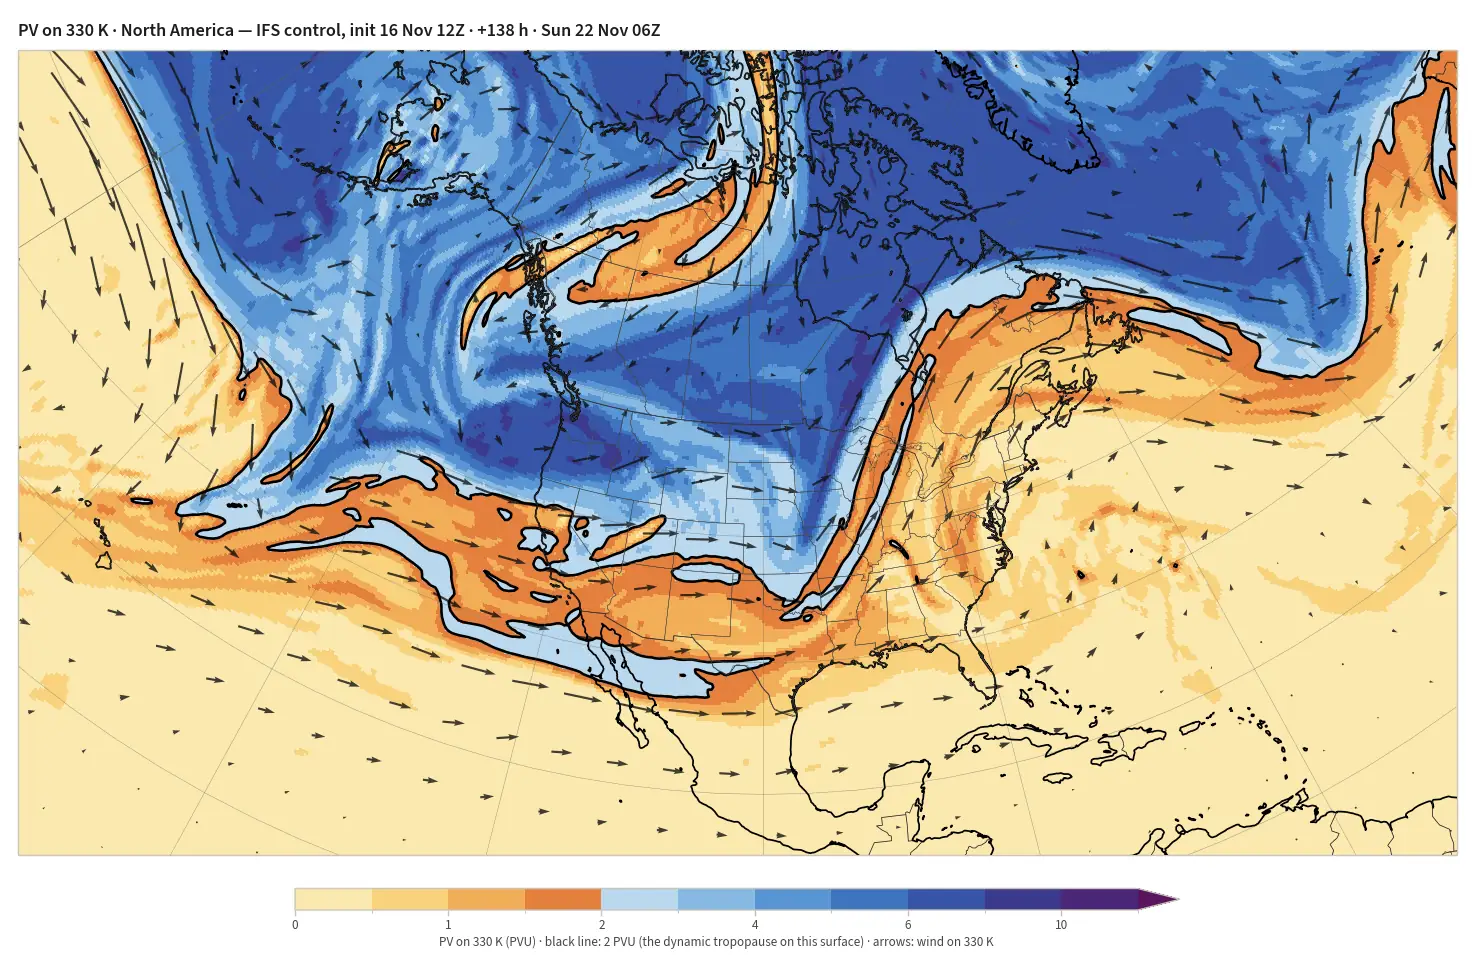 PV on 330 K · North America — IFS control, init 16 Nov 12Z · +138 h · Sun 22 Nov 06Z
0 1 2 4 6 10
PV on 330 K (PVU) · black line: 2 PVU (the dynamic tropopause on this surface) · arrows: wind on 330 K